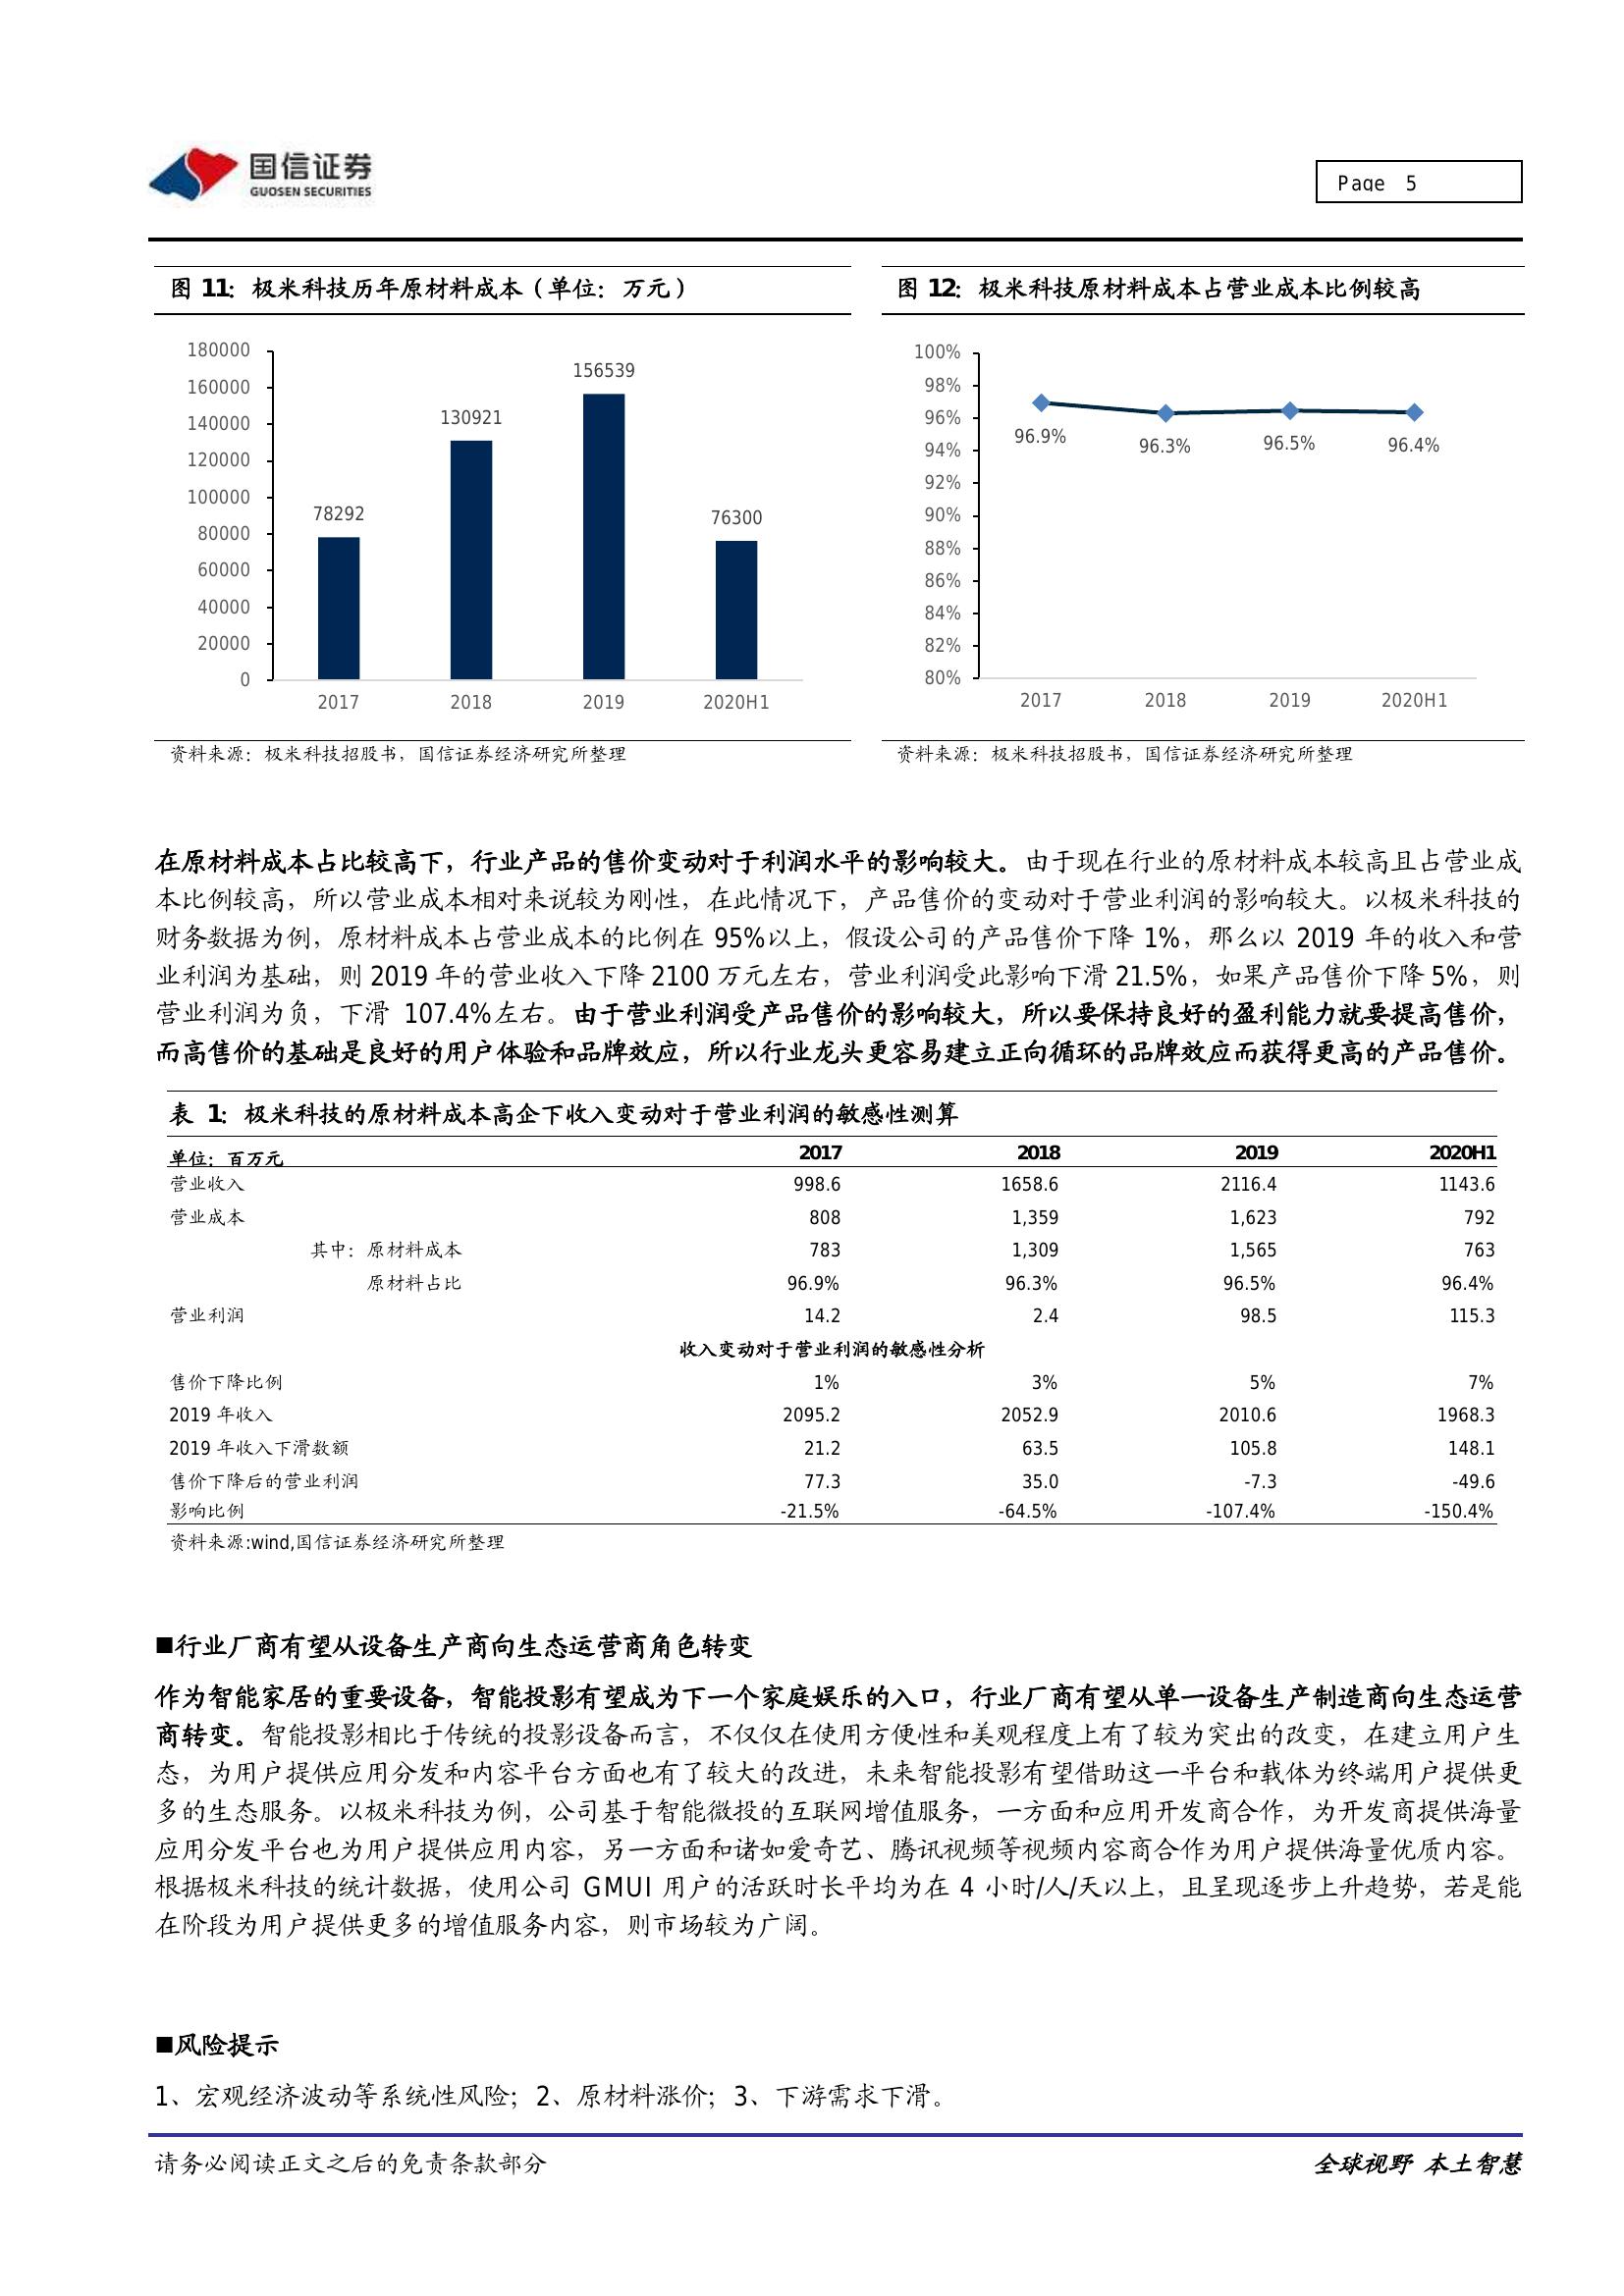 国信证券
GUOSEN SECURITIES
Page 5
图 11：极米科技历年原材料成本（单位：万元）
180000
160000
140000
120000
100000
80000
60000
40000
20000
0
78292
130921
156539
76300
2017 2018 2019 2020H1
资料来源：极米科技招股书，国信证券经济研究所整理
图 12：极米科技原材料成本占营业成本比例较高
100%
98%
96%
94%
92%
90%
88%
86%
84%
82%
80%
96.9%
96.3%
96.5%
96.4%
2017 2018 2019 2020H1
资料来源：极米科技招股书，国信证券经济研究所整理
在原材料成本占比较高下，行业产品的售价变动对于利润水平的影响较大。由于现在行业的原材料成本较高且占营业成
本比例较高，所以营业成本相对来说较为刚性，在此情况下，产品售价的变动对于营业利润的影响较大。以极米科技的
财务数据为例，原材料成本占营业成本的比例在 95%以上，假设公司的产品售价下降 1%，那么以 2019 年的收入和营
业利润为基础，则 2019 年的营业收入下降 2100 万元左右，营业利润受此影响下滑 21.5%，如果产品售价下降 5%，则
营业利润为负，下滑 107.4%左右。由于营业利润受产品售价的影响较大，所以要保持良好的盈利能力就要提高售价，
而高售价的基础是良好的用户体验和品牌效应，所以行业龙头更容易建立正向循环的品牌效应而获得更高的产品售价。
表 1：极米科技的原材料成本高企下收入变动对于营业利润的敏感性测算
单位：百万元 2017 2018 2019 2020H1
营业收入 998.6 1658.6 2116.4 1143.6
营业成本 808 1,359 1,623 792
其中：原材料成本 783 1,309 1,565 763
原材料占比 96.9% 96.3% 96.5% 96.4%
营业利润 14.2 2.4 98.5 115.3
收入变动对于营业利润的敏感性分析
售价下降比例 1% 3% 5% 7%
2019 年收入 2095.2 2052.9 2010.6 1968.3
2019 年收入下滑数额 21.2 63.5 105.8 148.1
售价下降后的营业利润 77.3 35.0 -7.3 -49.6
影响比例 -21.5% -64.5% -107.4% -150.4%
资料来源:wind,国信证券经济研究所整理
■行业厂商有望从设备生产商向生态运营商角色转变
作为智能家居的重要设备，智能投影有望成为下一个家庭娱乐的入口，行业厂商有望从单一设备生产制造商向生态运营
商转变。智能投影相比于传统的投影设备而言，不仅仅在使用方便性和美观程度上有了较为突出的改变，在建立用户生
态，为用户提供应用分发和内容平台方面也有了较大的改进，未来智能投影有望借助这一平台和载体为终端用户提供更
多的生态服务。以极米科技为例，公司基于智能微投的互联网增值服务，一方面和应用开发商合作，为开发商提供海量
应用分发平台也为用户提供应用内容，另一方面和诸如爱奇艺、腾讯视频等视频内容商合作为用户提供海量优质内容。
根据极米科技的统计数据，使用公司 GMUI 用户的活跃时长平均为在 4 小时/人/天以上，且呈现逐步上升趋势，若是能
在阶段为用户提供更多的增值服务内容，则市场较为广阔。
■风险提示
1、宏观经济波动等系统性风险；2、原材料涨价；3、下游需求下滑。
请务必阅读正文之后的免责条款部分
全球视野 本土智慧